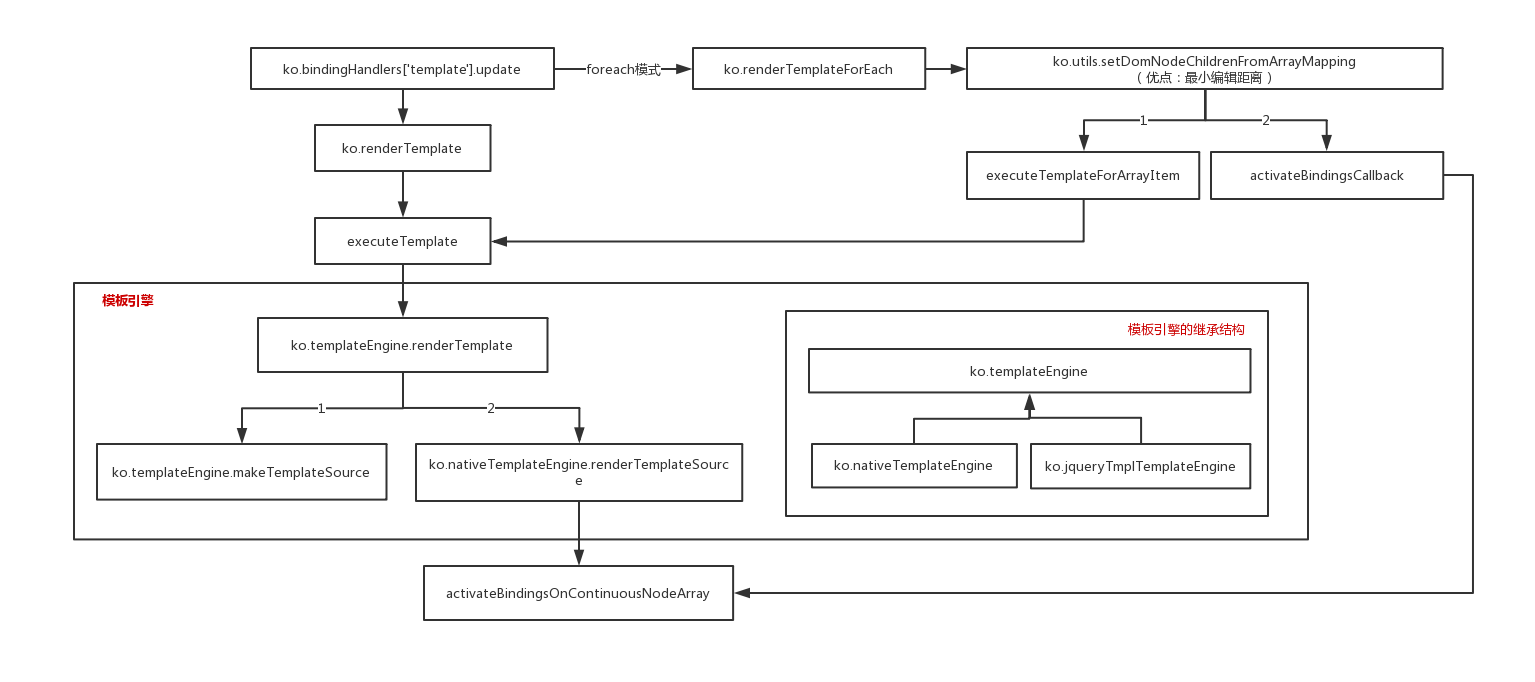 ko.bindingHandlers['template'].update
foreach模式
ko.renderTemplateForEach
ko.utils.setDomNodeChildrenFromArrayMapping
（优点：最小编辑距离）
ko.renderTemplate
1
2
executeTemplateForArrayItem
activateBindingsCallback
executeTemplate
模板引擎
ko.templateEngine.renderTemplate
模板引擎的继承结构
ko.templateEngine
1
2
ko.templateEngine.makeTemplateSource
ko.nativeTemplateEngine.renderTemplateSourc
e
ko.nativeTemplateEngine
ko.jqueryTmplTemplateEngine
activateBindingsOnContinuousNodeArray